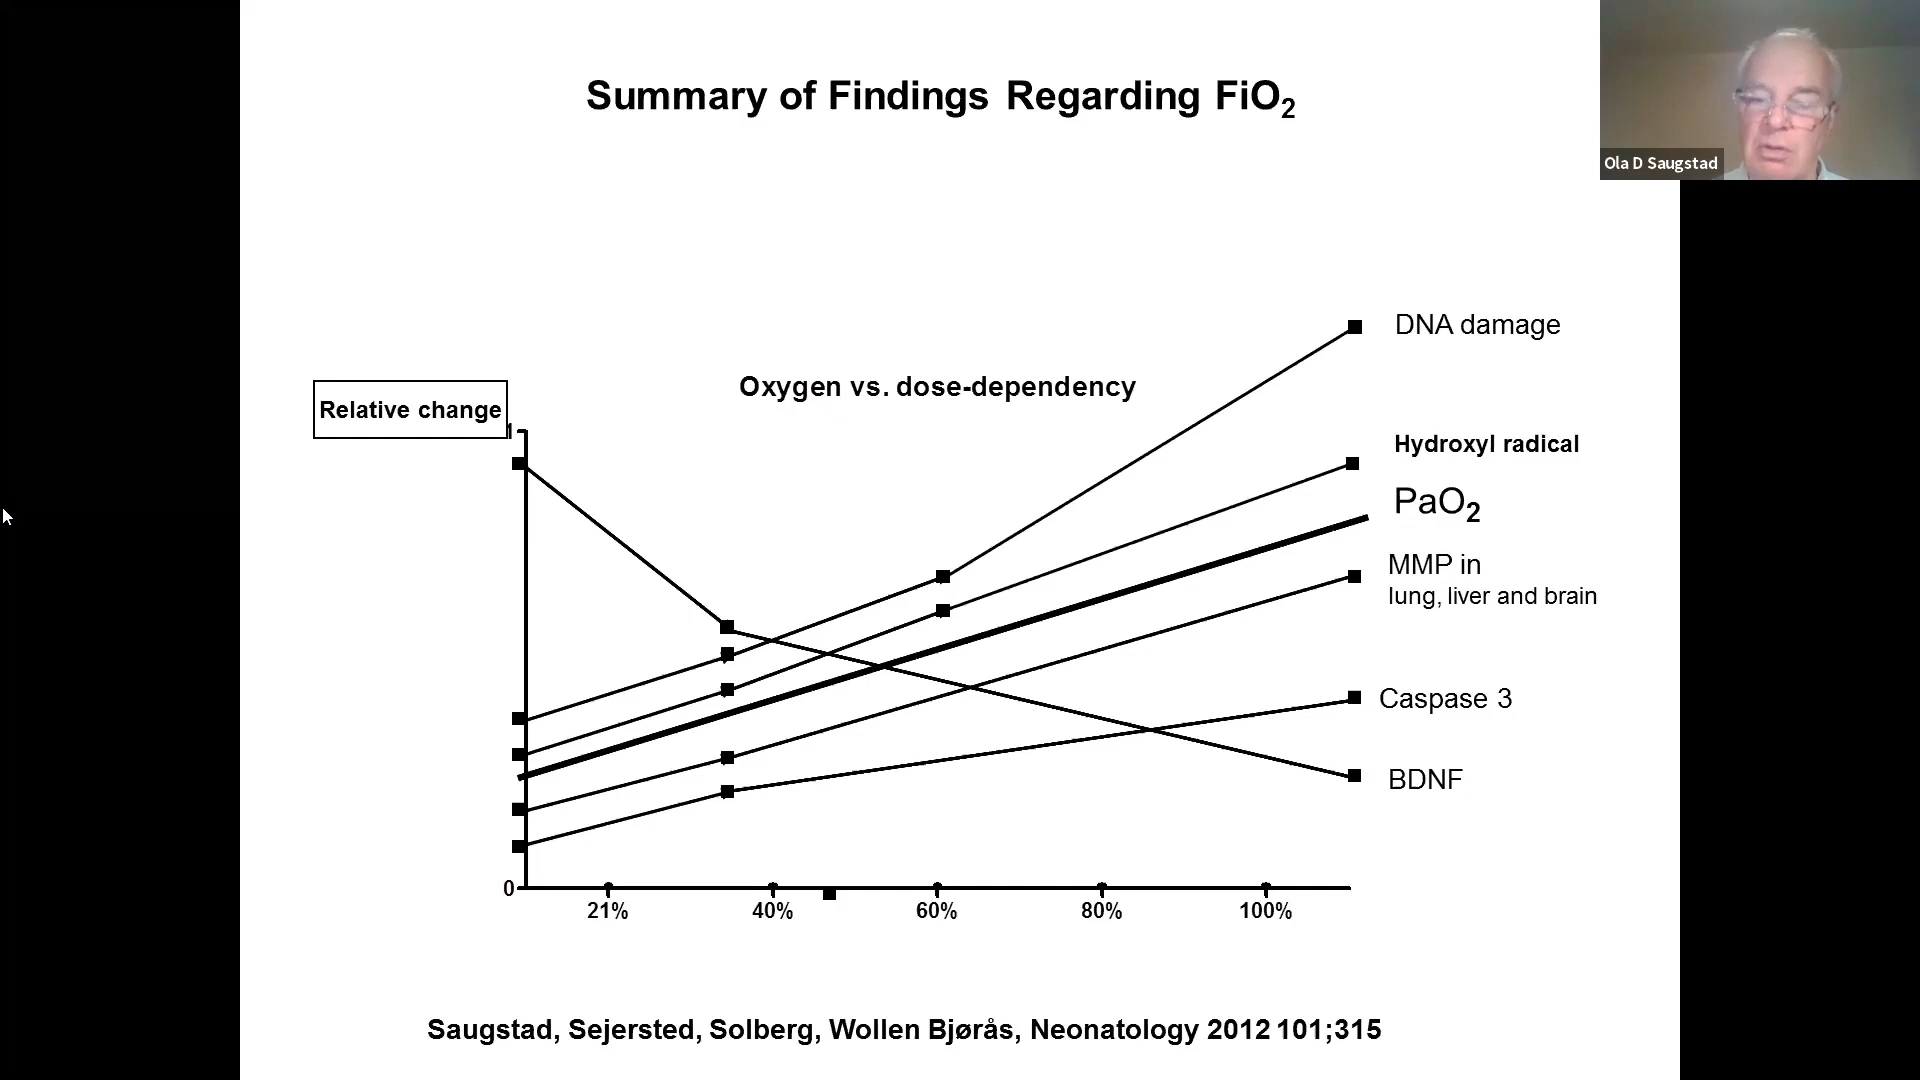 Summary of Findings Regarding FiO2
Ola D Saugstad
DNA damage
Oxygen vs. dose-dependency
Relative change
1
Hydroxyl radical
PaO2
MMP in
lung, liver and brain
Caspase 3
BDNF
0
21% 40% 60% 80% 100%
Saugstad, Sejersted, Solberg, Wollen Bjørås, Neonatology 2012 101;315